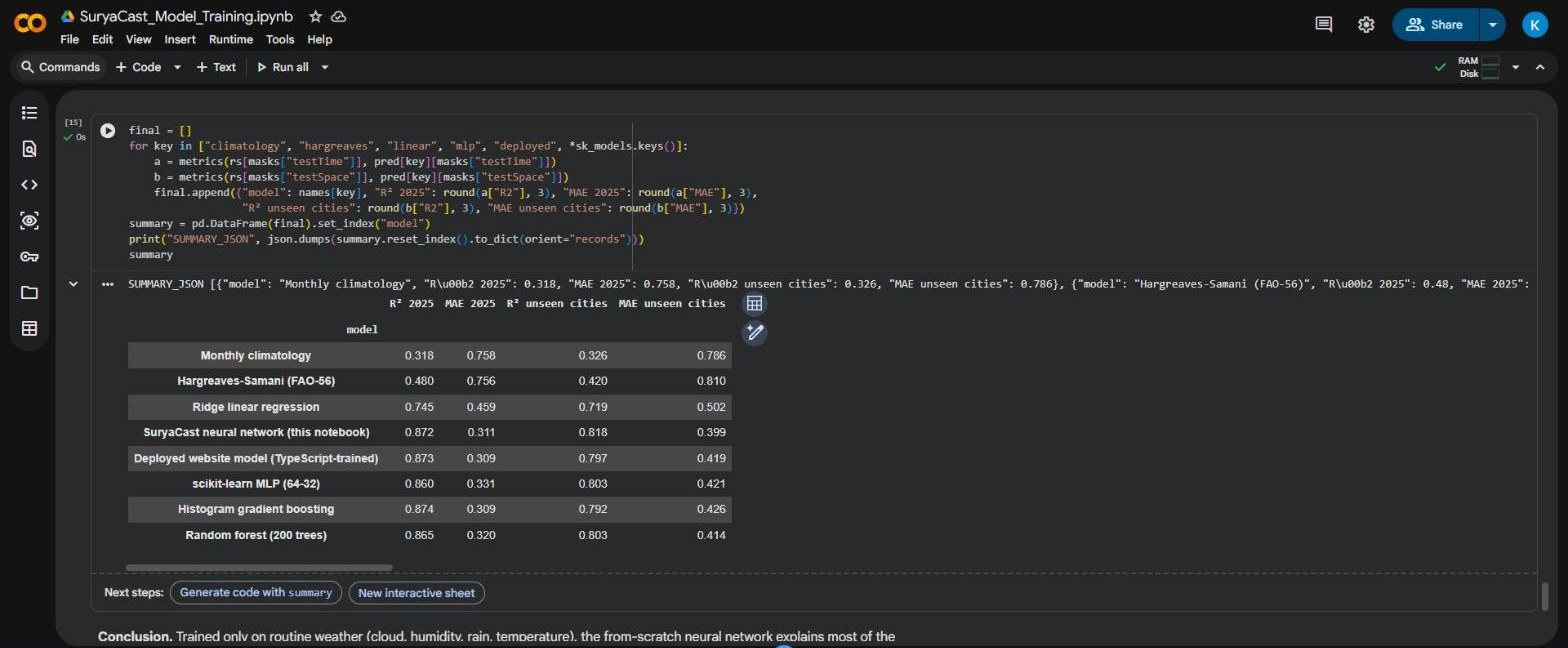 SuryaCast_Model_Training.ipynb
File Edit View Insert Runtime Tools Help
Share
K
Commands + Code + Text Run all
RAM
Disk
[15]
0s
final = []
for key in ["climatology", "hargreaves", "linear", "mlp", "deployed", *sk_models.keys()]:
    a = metrics(rs[masks["testTime"]], pred[key][masks["testTime"]])
    b = metrics(rs[masks["testSpace"]], pred[key][masks["testSpace"]])
    final.append({"model": names[key], "R² 2025": round(a["R2"], 3), "MAE 2025": round(a["MAE"], 3),
                  "R² unseen cities": round(b["R2"], 3), "MAE unseen cities": round(b["MAE"], 3)})
summary = pd.DataFrame(final).set_index("model")
print("SUMMARY_JSON", json.dumps(summary.reset_index().to_dict(orient="records")))
summary
SUMMARY_JSON [{"model": "Monthly climatology", "R\u00b2 2025": 0.318, "MAE 2025": 0.758, "R\u00b2 unseen cities": 0.326, "MAE unseen cities": 0.786}, {"model": "Hargreaves-Samani (FAO-56)", "R\u00b2 2025": 0.48, "MAE 2025":
R² 2025 MAE 2025 R² unseen cities MAE unseen cities
model
Monthly climatology 0.318 0.758 0.326 0.786
Hargreaves-Samani (FAO-56) 0.480 0.756 0.420 0.810
Ridge linear regression 0.745 0.459 0.719 0.502
SuryaCast neural network (this notebook) 0.872 0.311 0.818 0.399
Deployed website model (TypeScript-trained) 0.873 0.309 0.797 0.419
scikit-learn MLP (64-32) 0.860 0.331 0.803 0.421
Histogram gradient boosting 0.874 0.309 0.792 0.426
Random forest (200 trees) 0.865 0.320 0.803 0.414
Next steps: Generate code with summary New interactive sheet
Conclusion. Trained only on routine weather (cloud, humidity, rain, temperature), the from-scratch neural network explains most of the